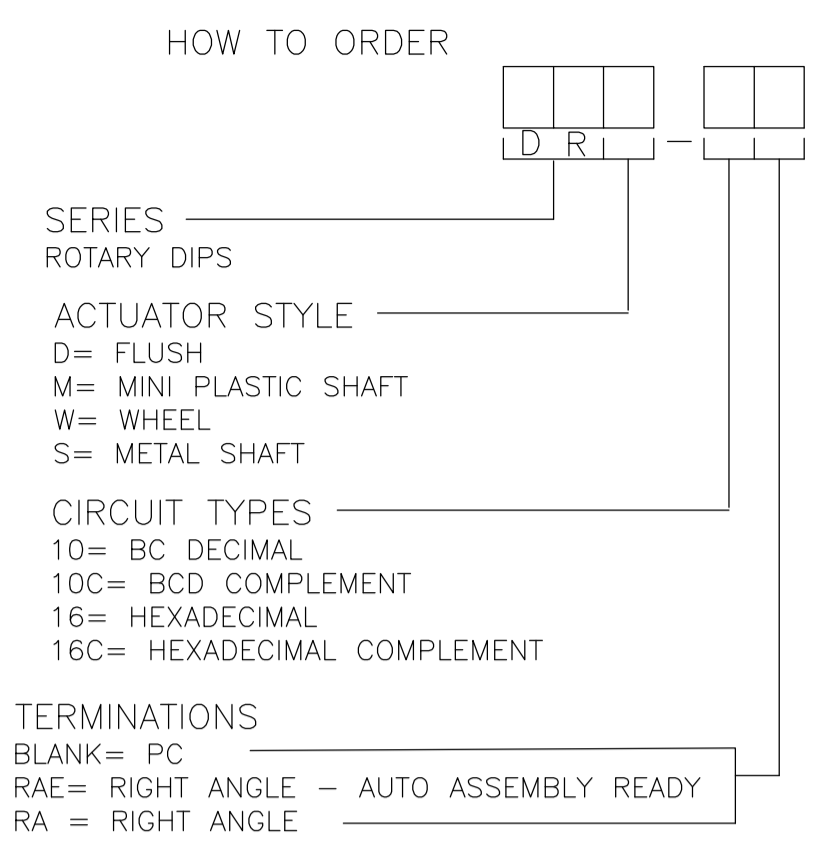 HOW TO ORDER
D R -
SERIES
ROTARY DIPS
ACTUATOR STYLE
D= FLUSH
M= MINI PLASTIC SHAFT
W= WHEEL
S= METAL SHAFT
CIRCUIT TYPES
10= BC DECIMAL
10C= BCD COMPLEMENT
16= HEXADECIMAL
16C= HEXADECIMAL COMPLEMENT
TERMINATIONS
BLANK= PC
RAE= RIGHT ANGLE - AUTO ASSEMBLY READY
RA = RIGHT ANGLE